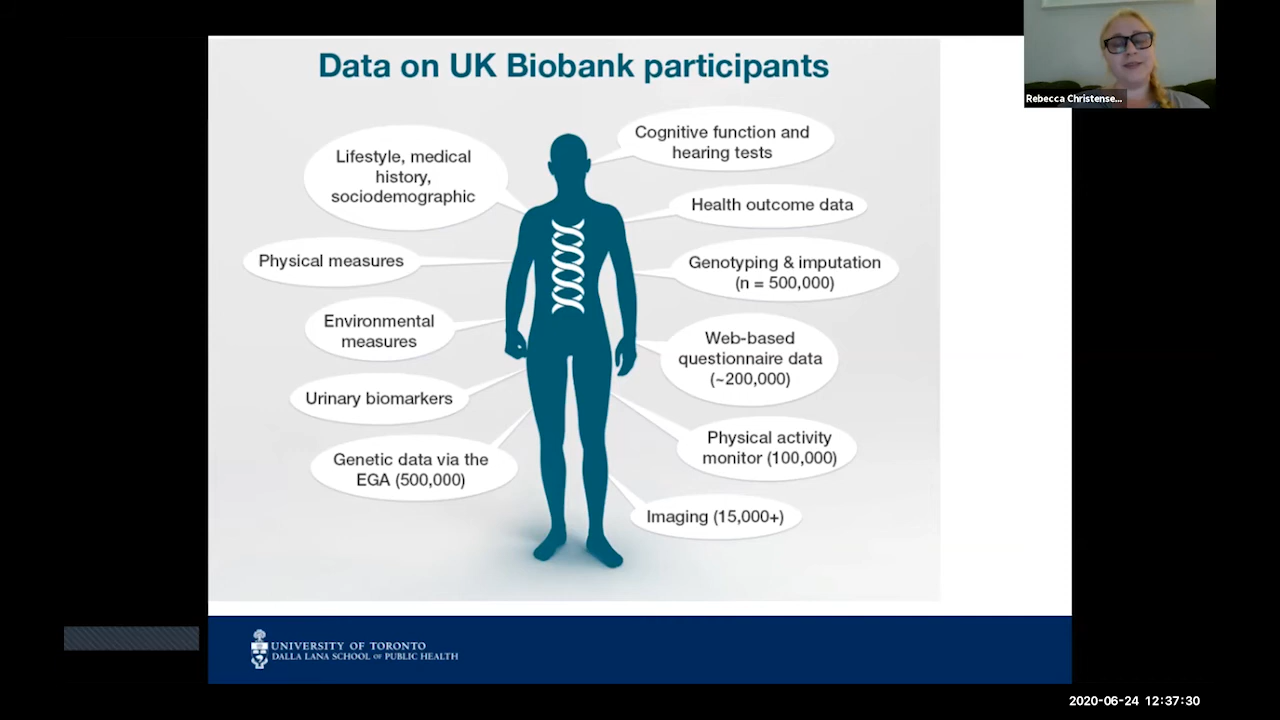 Data on UK Biobank participants
Lifestyle, medical
history,
sociodemographic
Physical measures
Environmental
measures
Urinary biomarkers
Genetic data via the
EGA (500,000)
Cognitive function and
hearing tests
Health outcome data
Genotyping & imputation
(n = 500,000)
Web-based
questionnaire data
(~200,000)
Physical activity
monitor (100,000)
Imaging (15,000+)
UNIVERSITY OF TORONTO
DALLA LANA SCHOOL OF PUBLIC HEALTH
Rebecca Christense...
2020-06-24 12:37:30